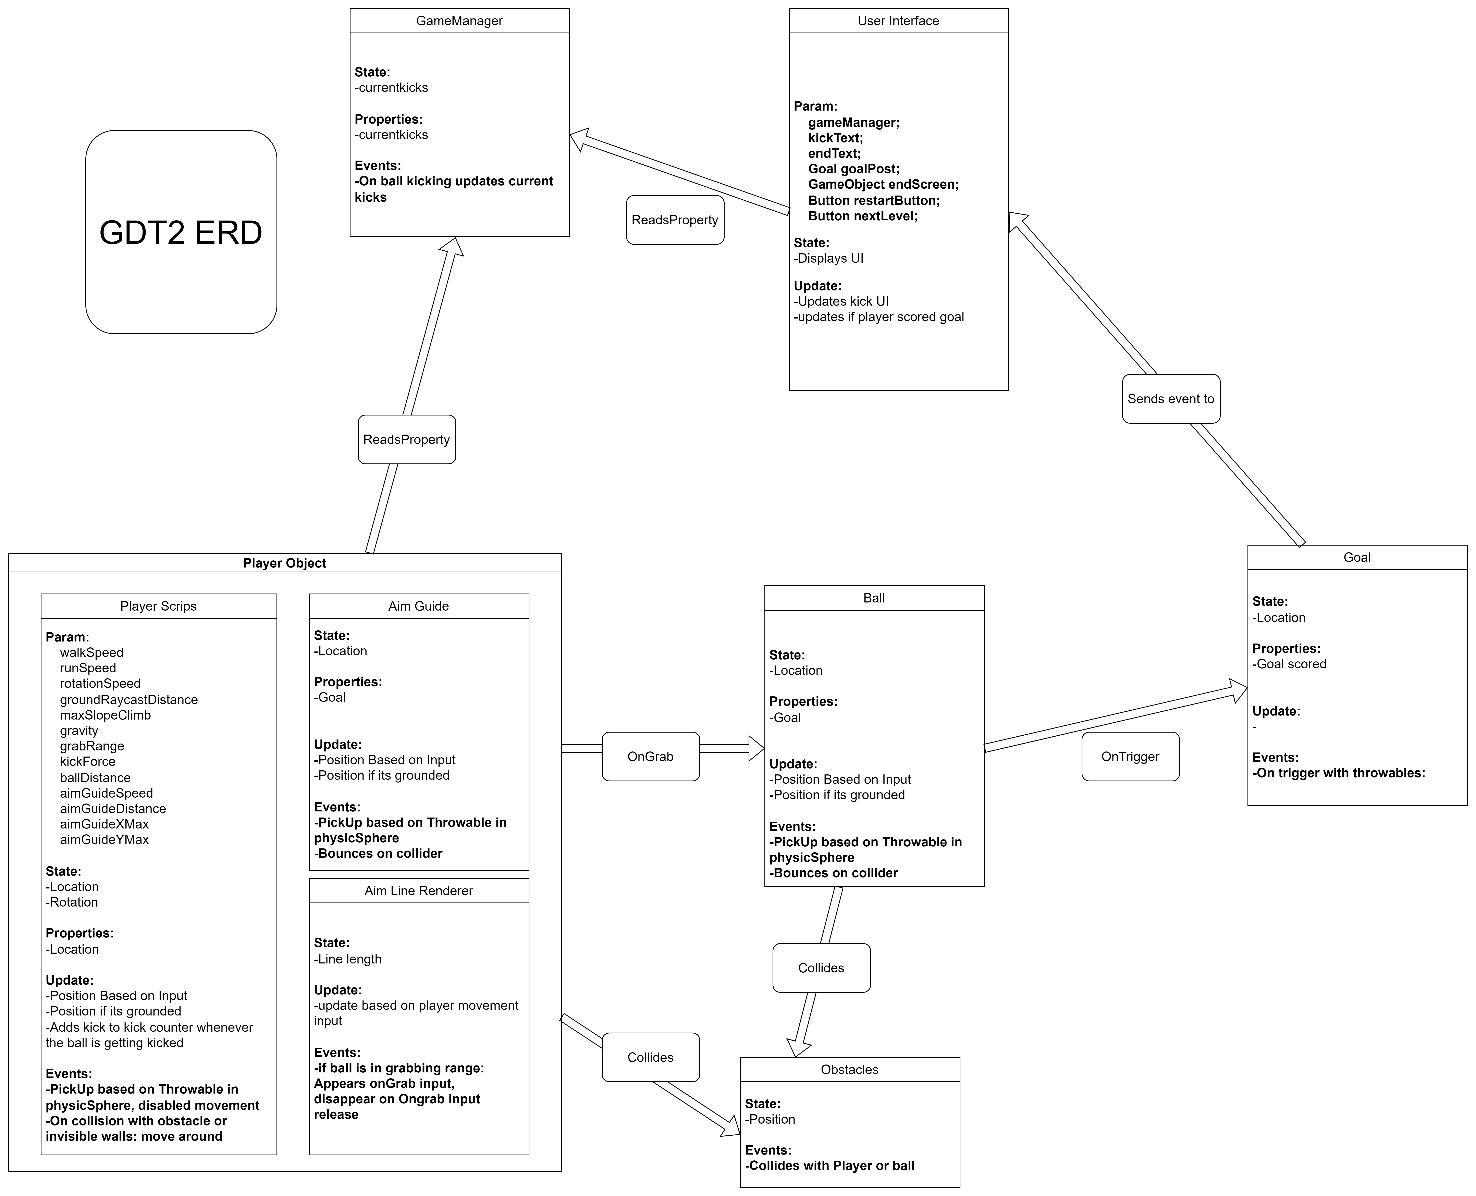 GameManager
State:
-currentkicks
Properties:
-currentkicks
Events:
-On ball kicking updates current
kicks
User Interface
Param:
gameManager;
kickText;
endText;
Goal goalPost;
GameObject endScreen;
Button restartButton;
Button nextLevel;
State:
-Displays UI
Update:
-Updates kick UI
-updates if player scored goal
GDT2 ERD
ReadsProperty
Sends event to
ReadsProperty
Player Object
Player Scrips
Param:
walkSpeed
runSpeed
rotationSpeed
groundRaycastDistance
maxSlopeClimb
gravity
grabRange
kickForce
ballDistance
aimGuideSpeed
aimGuideDistance
aimGuideXMax
aimGuideYMax
State:
-Location
-Rotation
Properties:
-Location
Update:
-Position Based on Input
-Position if its grounded
-Adds kick to kick counter whenever
the ball is getting kicked
Events:
-PickUp based on Throwable in
physicSphere, disabled movement
-On collision with obstacle or
invisible walls: move around
Aim Guide
State:
-Location
Properties:
-Goal
Update:
-Position Based on Input
-Position if its grounded
Events:
-PickUp based on Throwable in
physicSphere
-Bounces on collider
Aim Line Renderer
State:
-Line length
Update:
-update based on player movement
input
Events:
-if ball is in grabbing range:
Appears onGrab input,
disappear on Ongrab Input
release
OnGrab
Ball
State:
-Location
Properties:
-Goal
Update:
-Position Based on Input
-Position if its grounded
Events:
-PickUp based on Throwable in
physicSphere
-Bounces on collider
OnTrigger
Goal
State:
-Location
Properties:
-Goal scored
Update:
-
Events:
-On trigger with throwables:
Collides
Collides
Obstacles
State:
-Position
Events:
-Collides with Player or ball